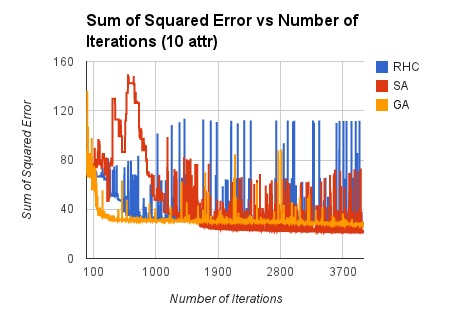 Sum of Squared Error vs Number of
Iterations (10 attr)
160
120
80
40
0
Sum of Squared Error
100
1000
1900
2800
3700
Number of Iterations
RHC
SA
GA